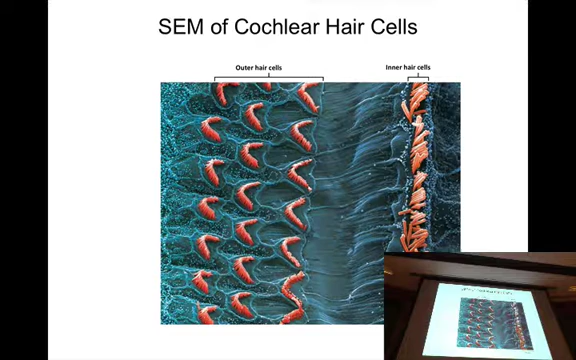 SEM of Cochlear Hair Cells
Outer hair cells
Inner hair cells